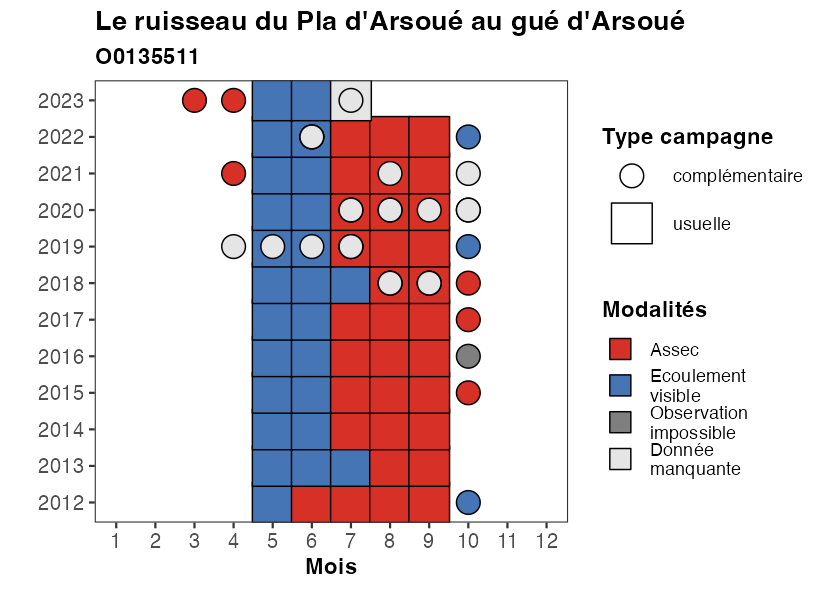 Le ruisseau du Pla d'Arsoué au gué d'Arsoué
O0135511
2023
2022
2021
2020
2019
2018
2017
2016
2015
2014
2013
2012
1 2 3 4 5 6 7 8 9 10 11 12
Mois
Type campagne
complémentaire
usuelle
Modalités
Assec
Ecoulement
visible
Observation
impossible
Donnée
manquante